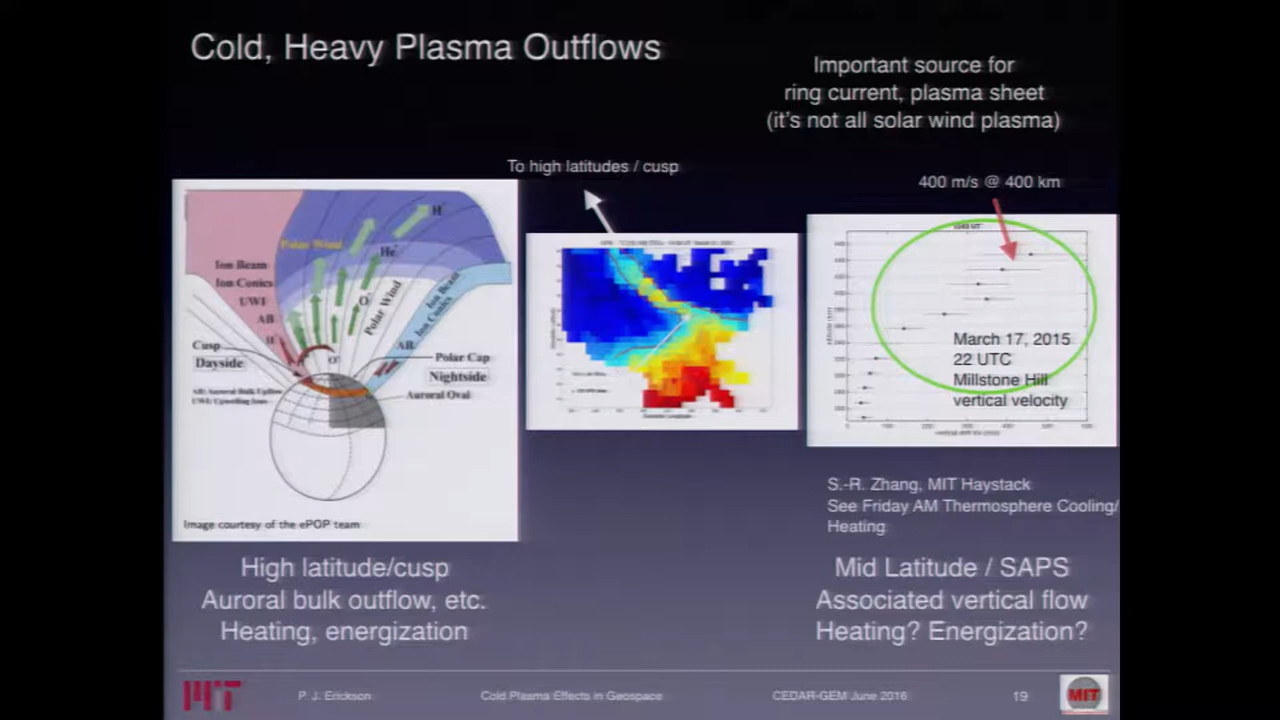 Cold, Heavy Plasma Outflows
Important source for
ring current, plasma sheet
(it's not all solar wind plasma)
To high latitudes / cusp
400 m/s @ 400 km
Polar Wind
H+
He+
Ion Beam
Ion Conics
UWI
AB
H+
O+
Polar Wind
Ion Beam
Ion Conics
AB
Cusp
Dayside
O+
Polar Cap
Nightside
Auroral Oval
AB: Auroral Bulk Upflow
UWI: Upwelling Ions
Image courtesy of the ePOP team
March 17, 2015
22 UTC
Millstone Hill
vertical velocity
S.-R. Zhang, MIT Haystack
See Friday AM Thermosphere Cooling/
Heating
High latitude/cusp
Auroral bulk outflow, etc.
Heating, energization
Mid Latitude / SAPS
Associated vertical flow
Heating? Energization?
MIT
P. J. Erickson
Cold Plasma Effects in Geospace
CEDAR-GEM June 2016
19
MIT